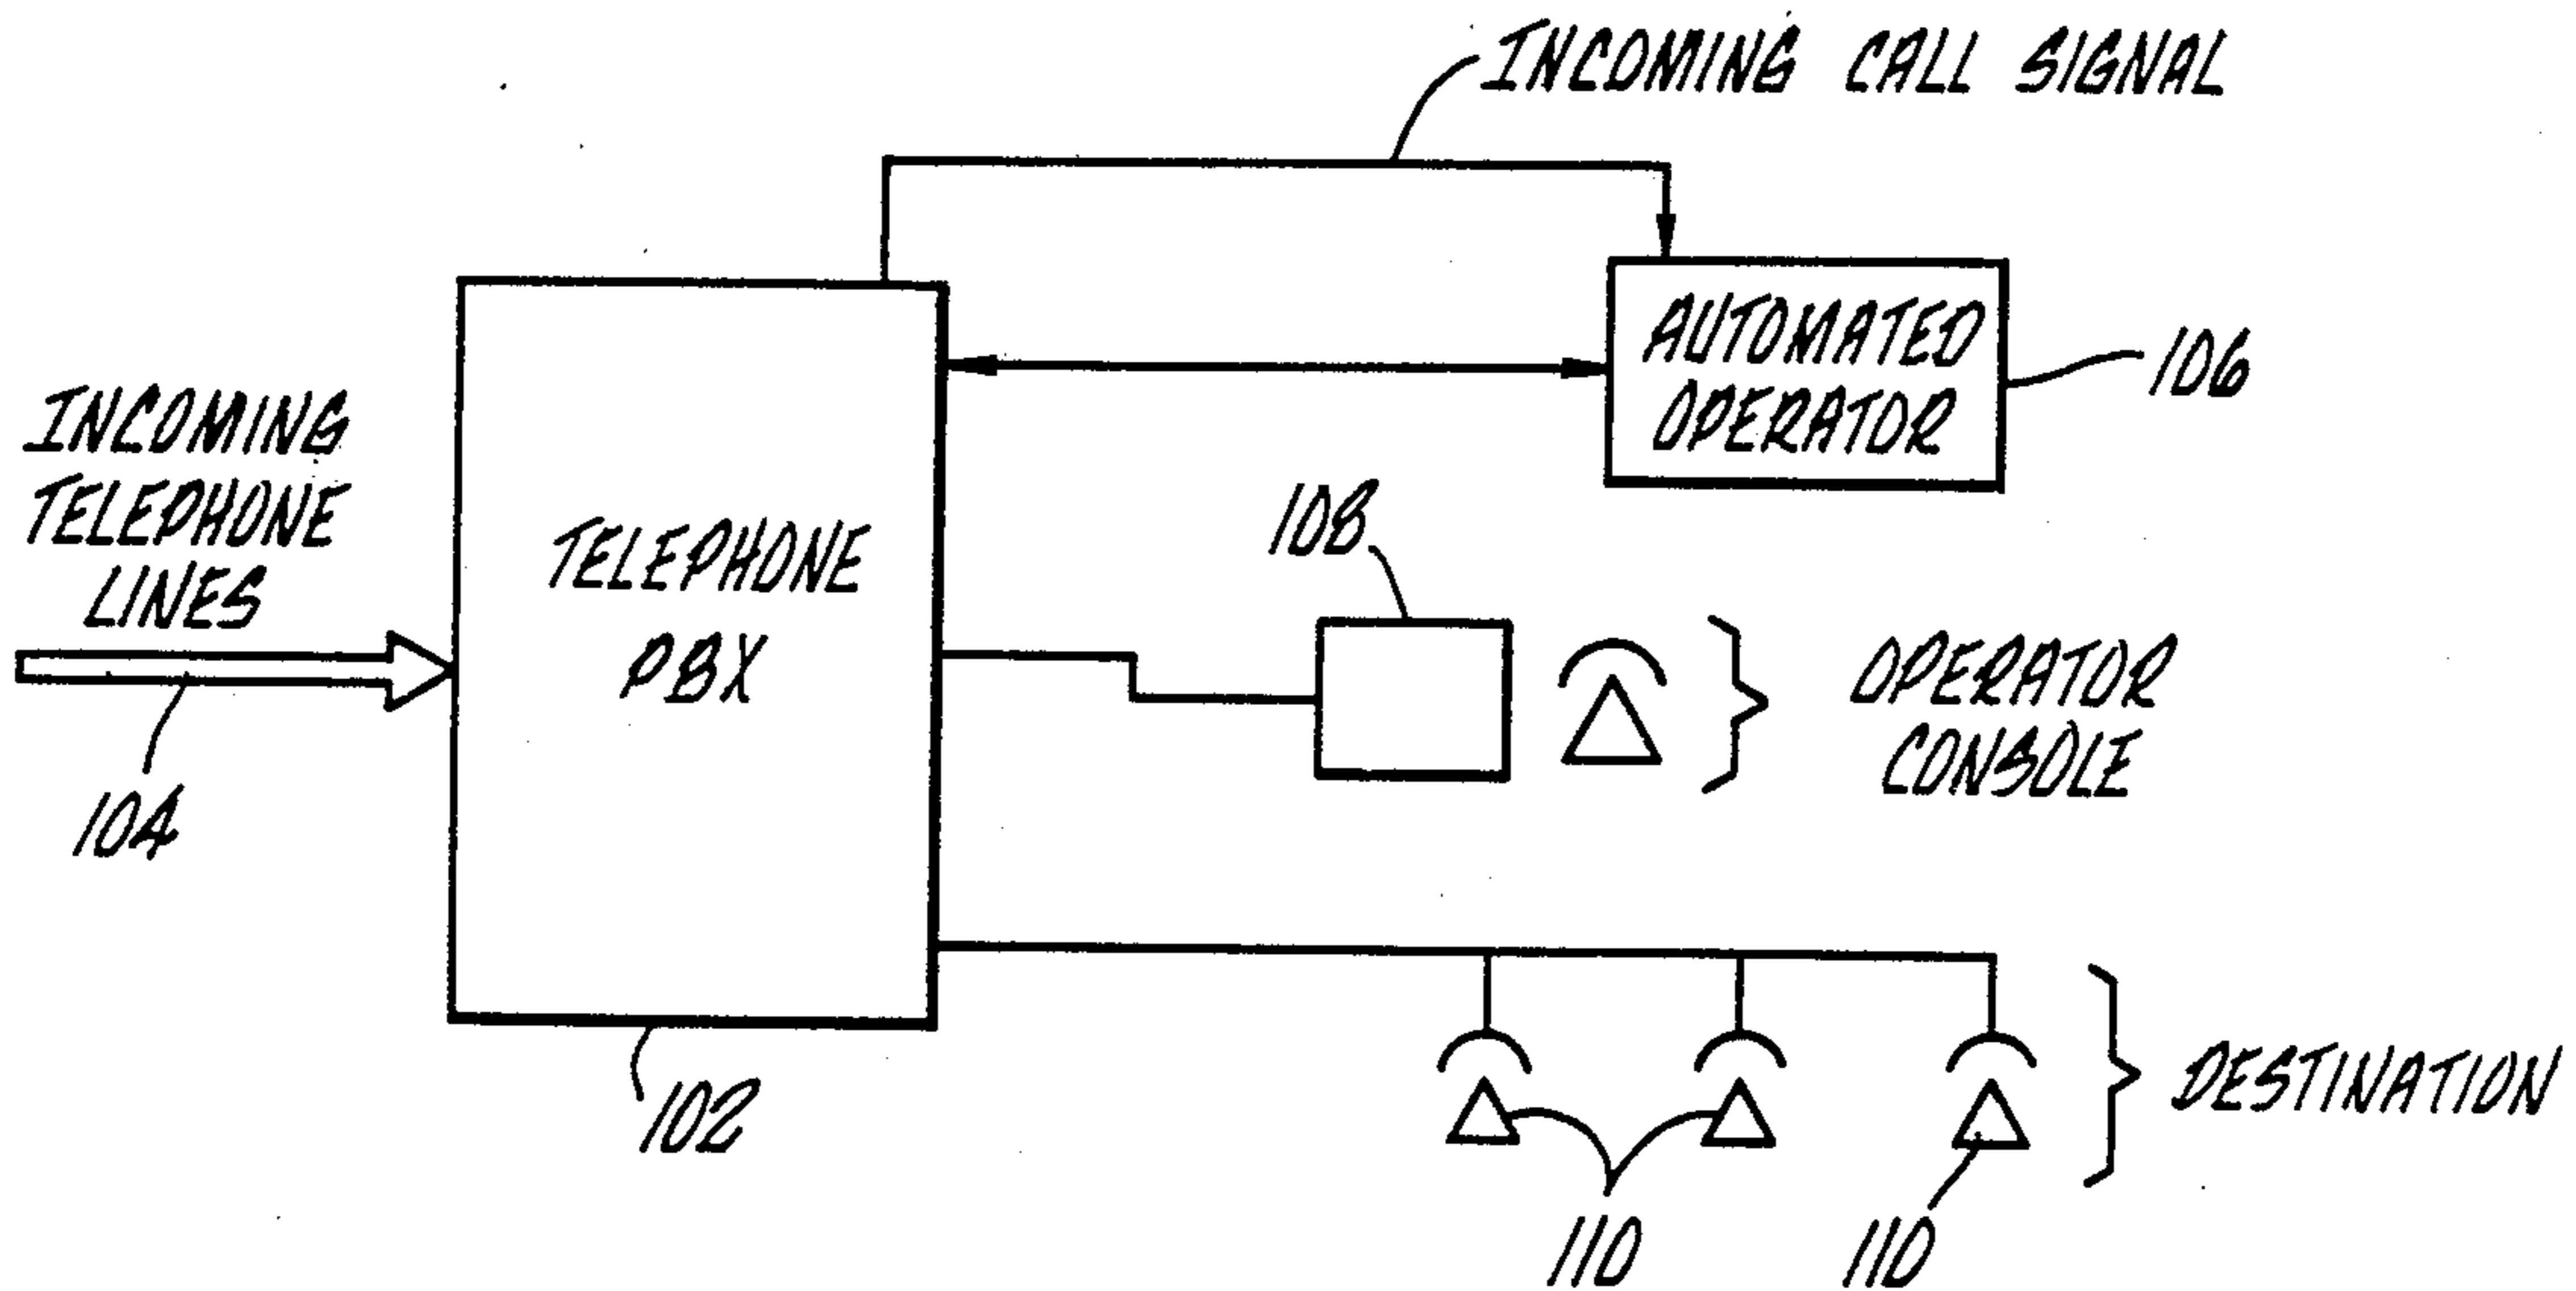 INCOMING CALL SIGNAL
AUTOMATED
OPERATOR
106
INCOMING
TELEPHONE
LINES
104
TELEPHONE
PBX
102
108
OPERATOR
CONSOLE
DESTINATION
110
110